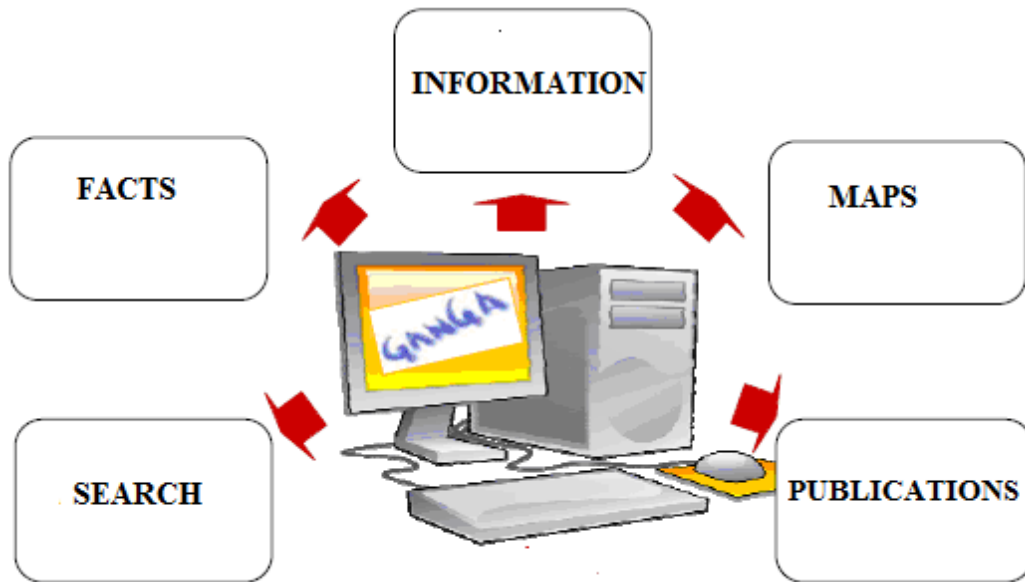 INFORMATION
FACTS
MAPS
GANGA
SEARCH
PUBLICATIONS